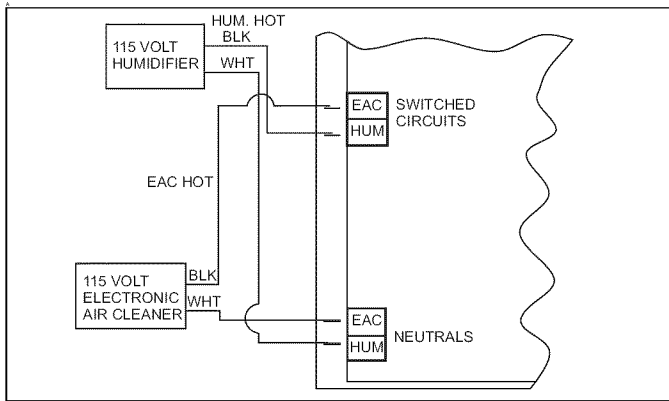 HUM. HOT
BLK
115 VOLT
HUMIDIFIER
WHT
EAC
SWITCHED
CIRCUITS
HUM
EAC HOT
115 VOLT
ELECTRONIC
AIR CLEANER
BLK
WHT
EAC
NEUTRALS
HUM